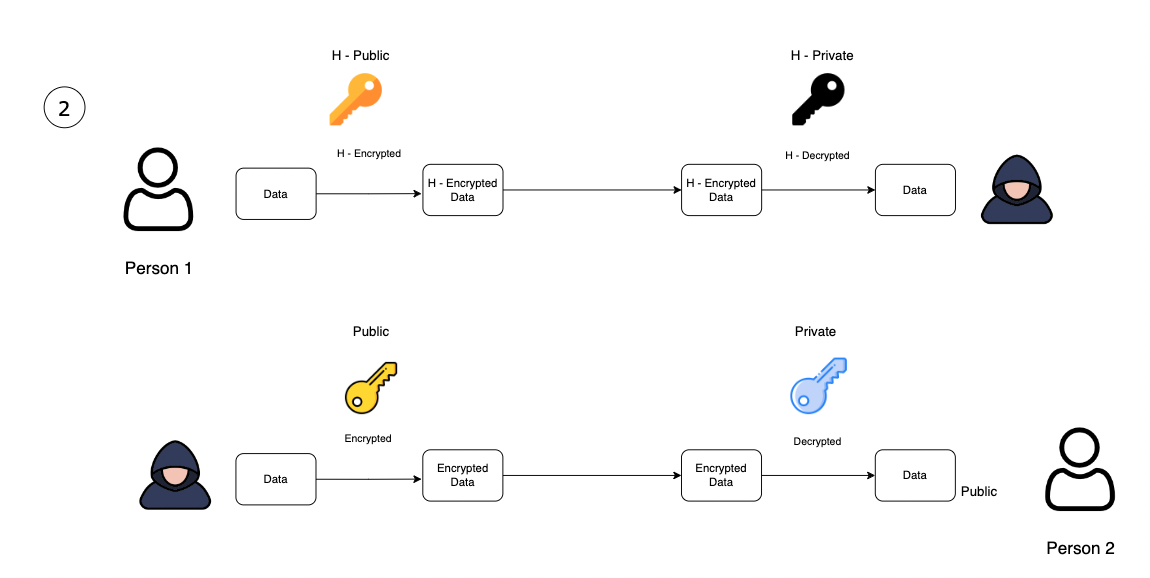 H - Public
H - Private
2
H - Encrypted
H - Decrypted
Data
H - Encrypted
Data
H - Encrypted
Data
Data
Person 1
Public
Private
Encrypted
Decrypted
Data
Encrypted
Data
Encrypted
Data
Data
Public
Person 2